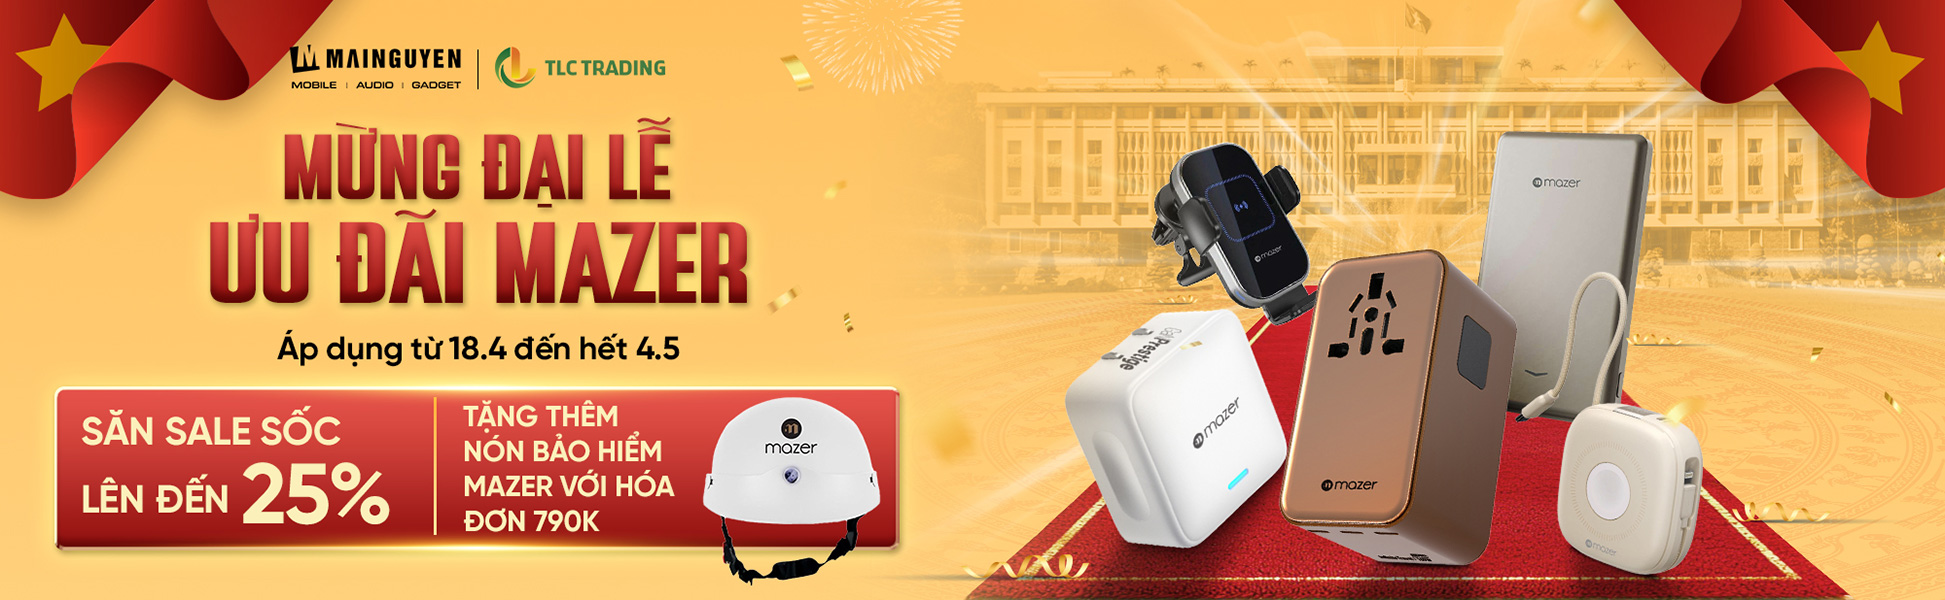 MAINGUYEN
MOBILE | AUDIO | GADGET
TLC TRADING
MỪNG ĐẠI LỄ
ƯU ĐÃI MAZER
Áp dụng từ 18.4 đến hết 4.5
SĂN SALE SỐC
LÊN ĐẾN 25%
TẶNG THÊM
NÓN BẢO HIỂM
MAZER VỚI HÓA
ĐƠN 790K
mazer
mazer
Prestige
mazer
mazer
mazer
mazer